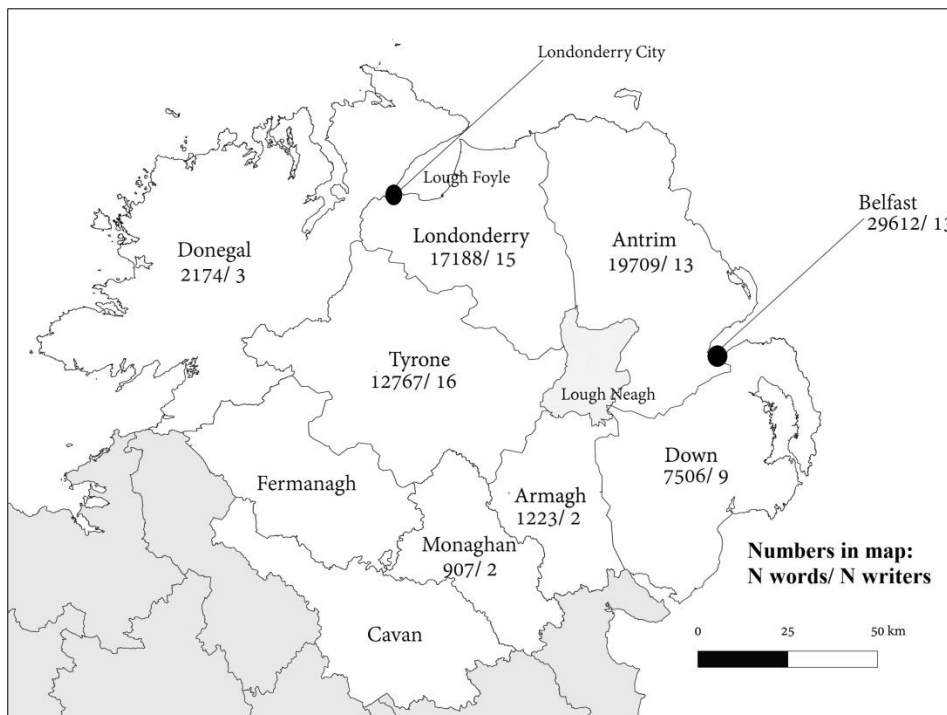 Londonderry City
Lough Foyle
Belfast
29612/ 13
Donegal
2174/ 3
Londonderry
17188/ 15
Antrim
19709/ 13
Tyrone
12767/ 16
Lough Neagh
Down
7506/ 9
Fermanagh
Armagh
1223/ 2
Monaghan
907/ 2
Numbers in map:
N words/ N writers
Cavan
0 25 50 km